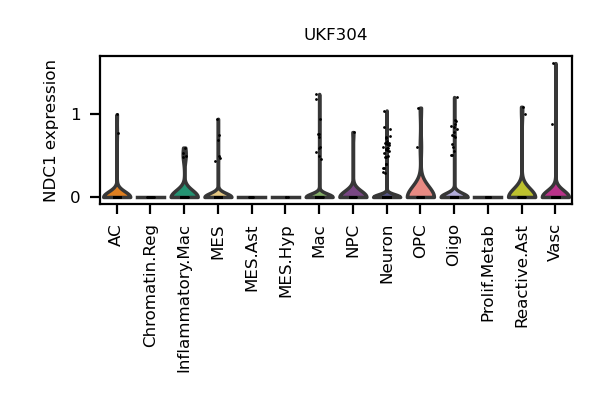 UKF304
NDC1 expression
1
0
AC
Chromatin.Reg
Inflammatory.Mac
MES
MES.Ast
MES.Hyp
Mac
NPC
Neuron
OPC
Oligo
Prolif.Metab
Reactive.Ast
Vasc